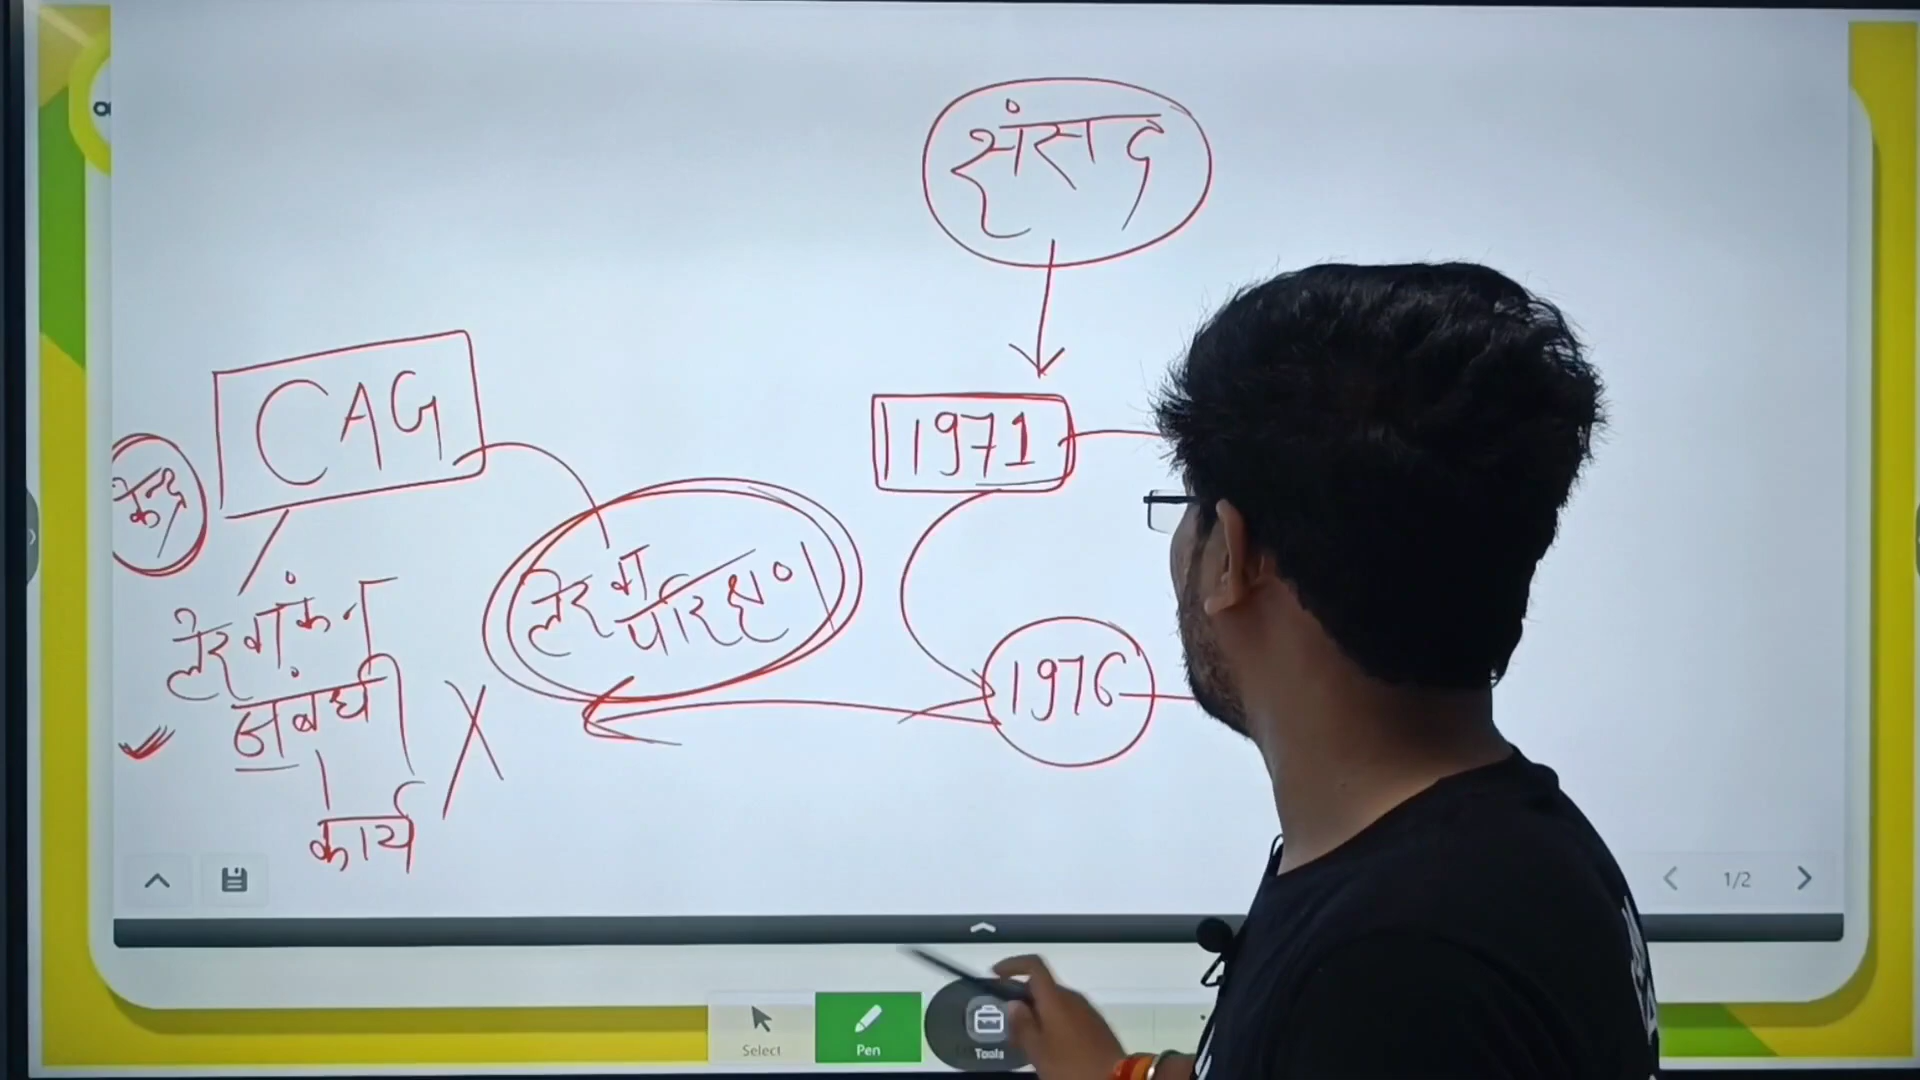 संसद
CAG
1971
केन्द्र
लेखा
परिक्षण
लेखांकन
संबंधी
1976
कार्य
1/2
Select
Pen
Tools